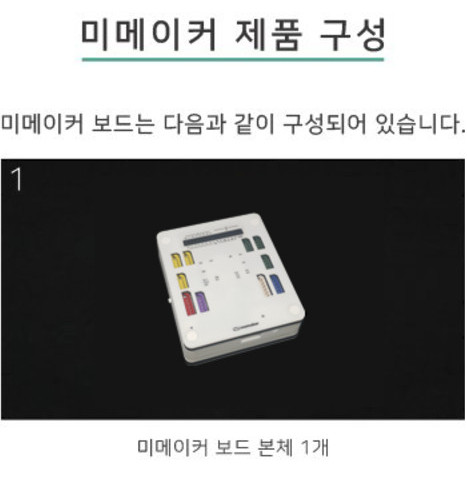 미메이커 제품 구성
미메이커 보드는 다음과 같이 구성되어 있습니다.
1
미메이커 보드 본체 1개